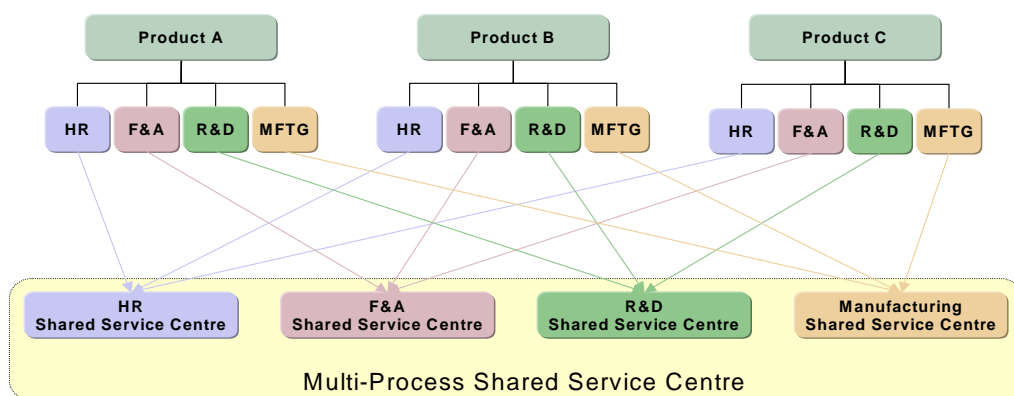 Product A
Product B
Product C
HR
F&A
R&D
MFTG
HR
F&A
R&D
MFTG
HR
F&A
R&D
MFTG
HR
Shared Service Centre
F&A
Shared Service Centre
R&D
Shared Service Centre
Manufacturing
Shared Service Centre
Multi-Process Shared Service Centre